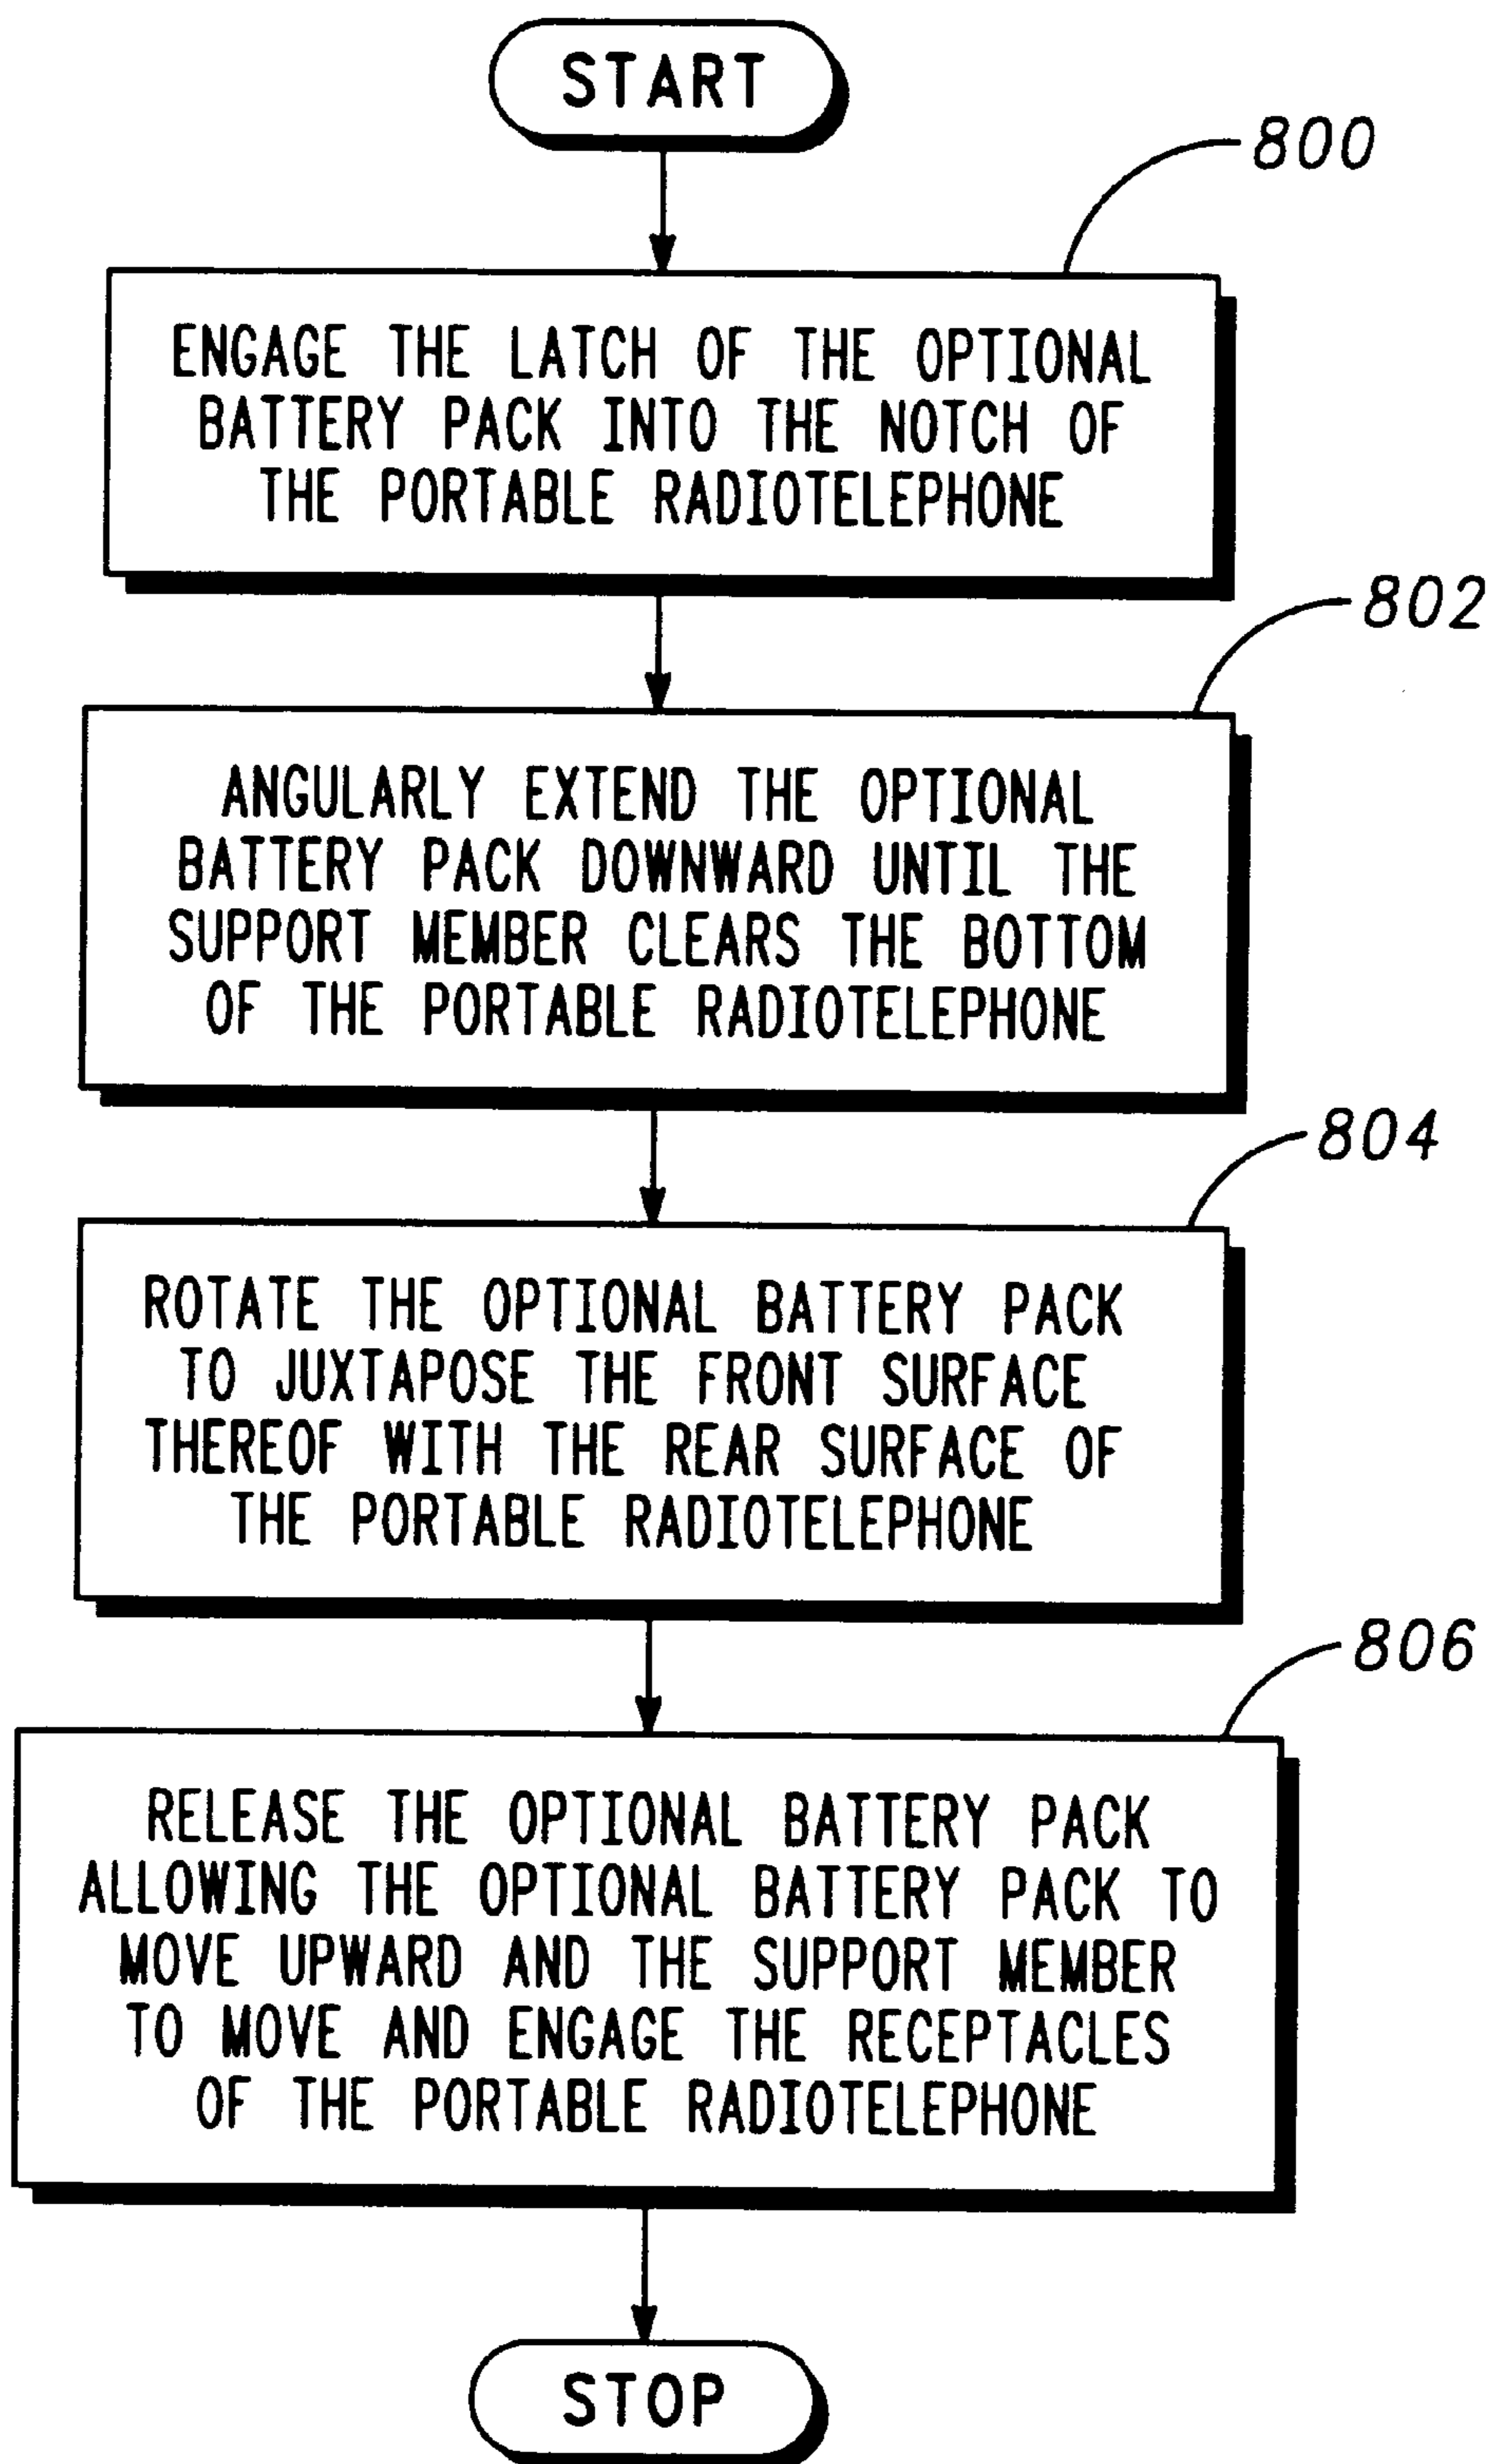 START
800
ENGAGE THE LATCH OF THE OPTIONAL
BATTERY PACK INTO THE NOTCH OF
THE PORTABLE RADIOTELEPHONE
802
ANGULARLY EXTEND THE OPTIONAL
BATTERY PACK DOWNWARD UNTIL THE
SUPPORT MEMBER CLEARS THE BOTTOM
OF THE PORTABLE RADIOTELEPHONE
804
ROTATE THE OPTIONAL BATTERY PACK
TO JUXTAPOSE THE FRONT SURFACE
THEREOF WITH THE REAR SURFACE OF
THE PORTABLE RADIOTELEPHONE
806
RELEASE THE OPTIONAL BATTERY PACK
ALLOWING THE OPTIONAL BATTERY PACK TO
MOVE UPWARD AND THE SUPPORT MEMBER
TO MOVE AND ENGAGE THE RECEPTACLES
OF THE PORTABLE RADIOTELEPHONE
STOP